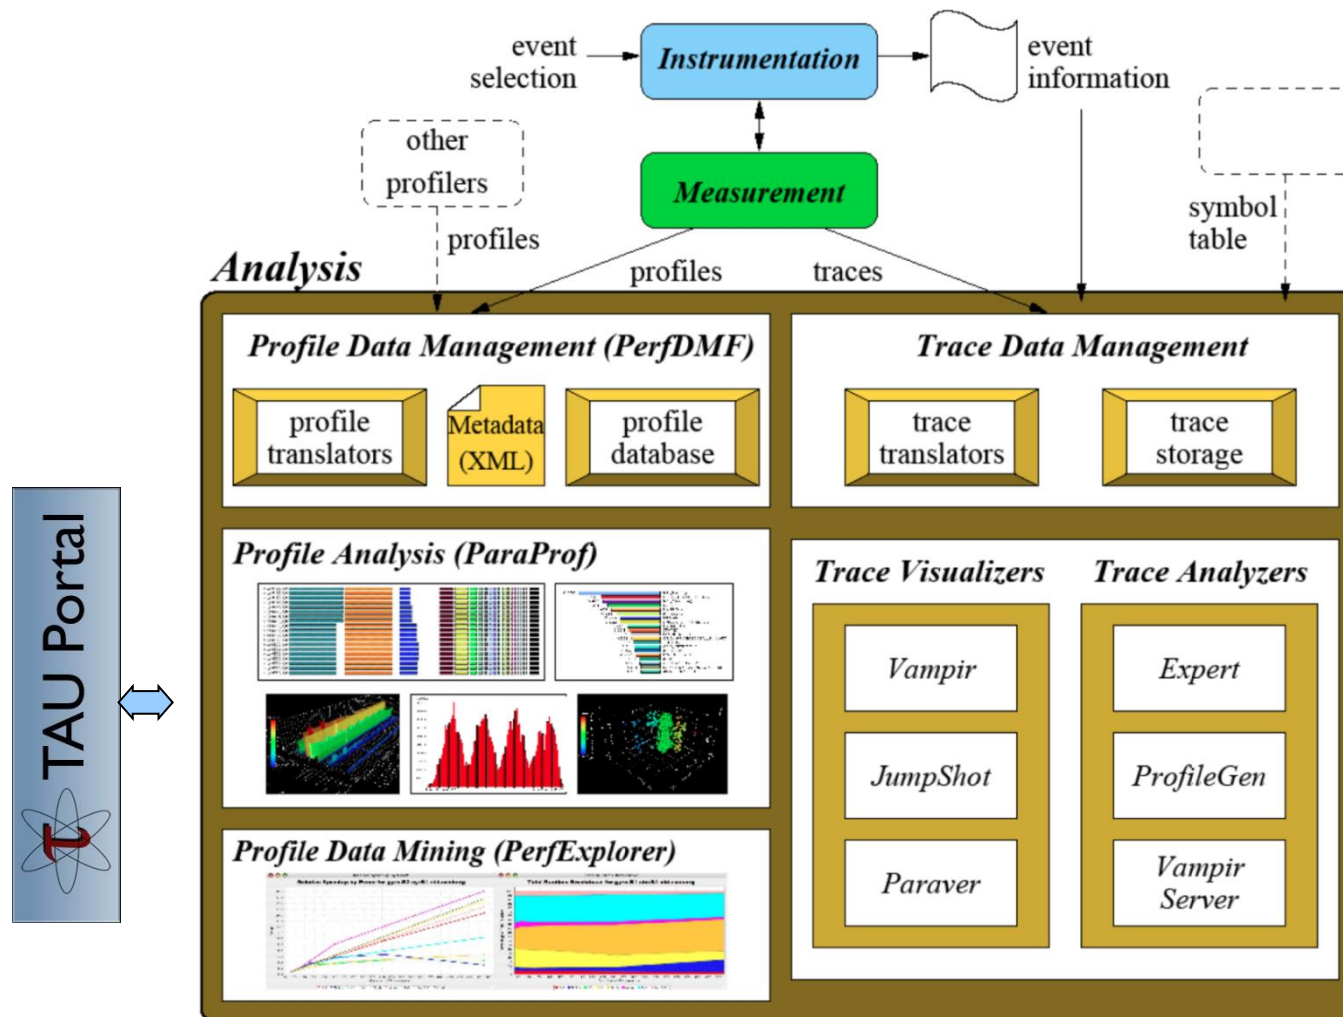 event
selection
Instrumentation
event
information
other
profilers
Measurement
profiles
symbol
table
Analysis
profiles
traces
Profile Data Management (PerfDMF)
profile
translators
Metadata
(XML)
profile
database
Trace Data Management
trace
translators
trace
storage
TAU Portal
Profile Analysis (ParaProf)
Trace Visualizers
Vampir
JumpShot
Paraver
Trace Analyzers
Expert
ProfileGen
Vampir
Server
Profile Data Mining (PerfExplorer)